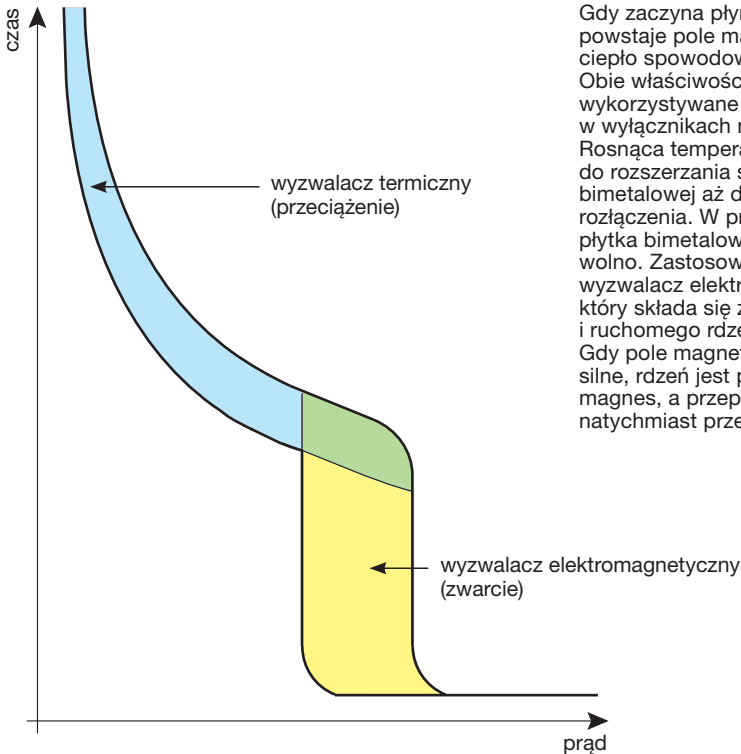 czas
Gdy zaczyna pły
powstaje pole ma
ciepło spowodow
Obie właściwośc
wykorzystywane
w wyłącznikach n
Rosnąca tempera
do rozszerzania s
bimetalowej aż d
rozłączenia. W pr
płytka bimetalow
wolno. Zastosow
wyzwalacz elektr
który składa się z
i ruchomego rdze
Gdy pole magnet
silne, rdzeń jest p
magnes, a przep
natychmiast prze
wyzwalacz termiczny
(przeciążenie)
wyzwalacz elektromagnetyczny
(zwarcie)
prąd